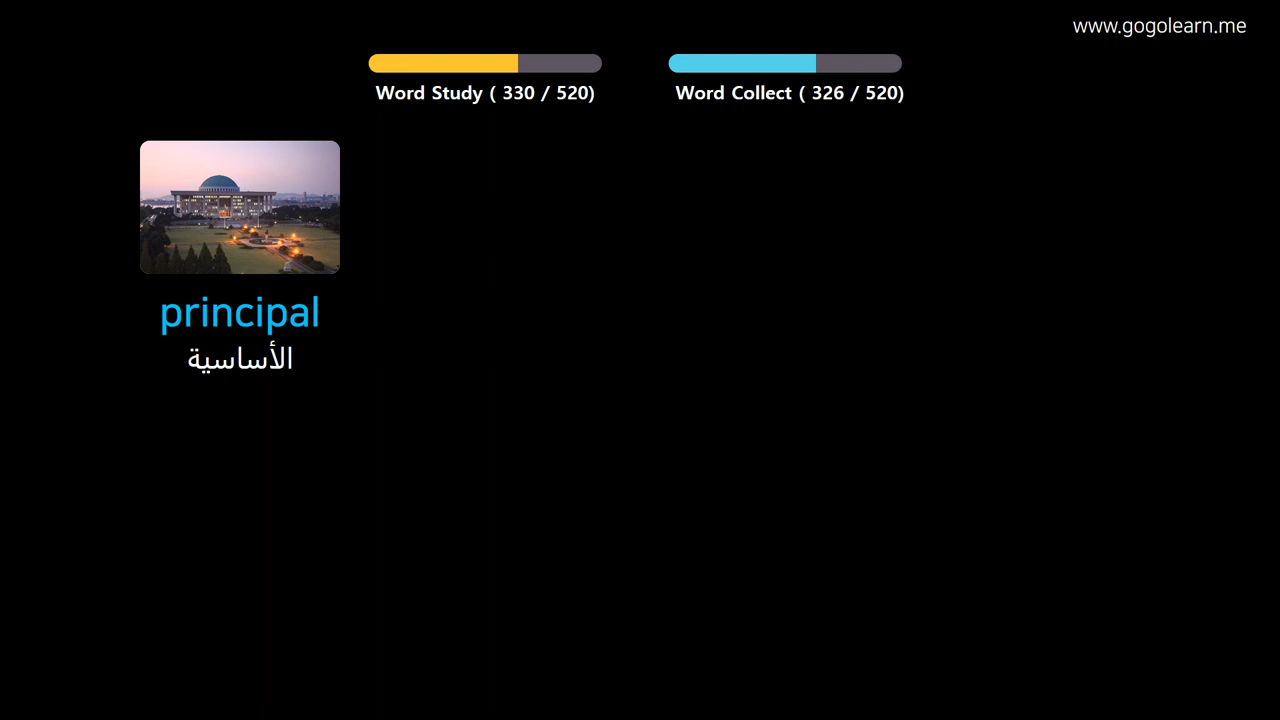 www.gogolearn.me
Word Study ( 330 / 520)
Word Collect ( 326 / 520)
principal
الأساسية